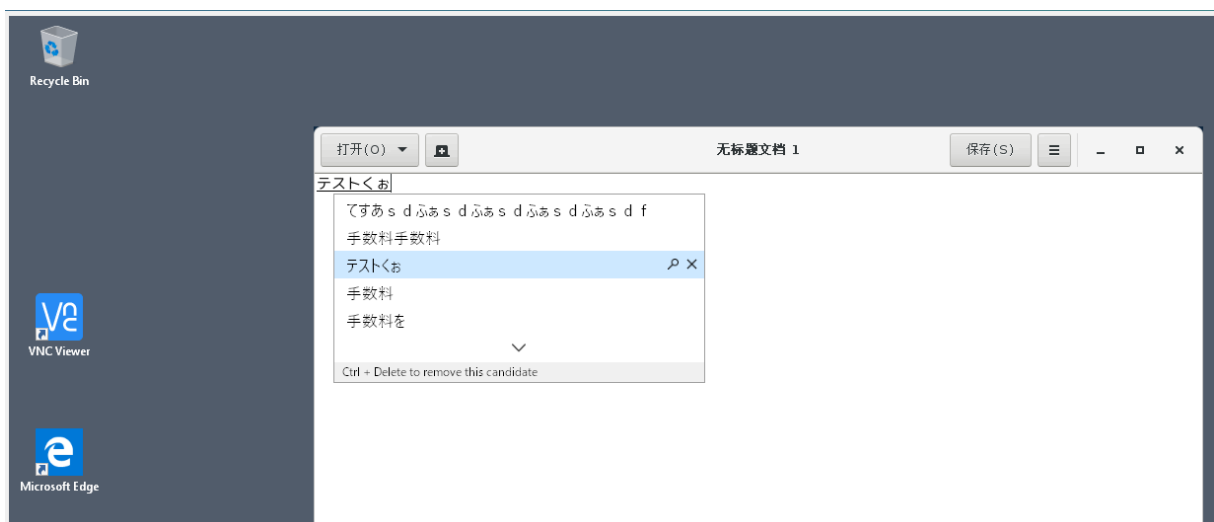 Recycle Bin
打开(O)
无标题文档 1
保存(S)
テストくぉ
てすあｓｄふぁｓｄふぁｓｄふぁｓｄふぁｓｄｆ
手数料手数料
テストくぉ
手数料
手数料を
Ctrl + Delete to remove this candidate
VNC Viewer
Microsoft Edge